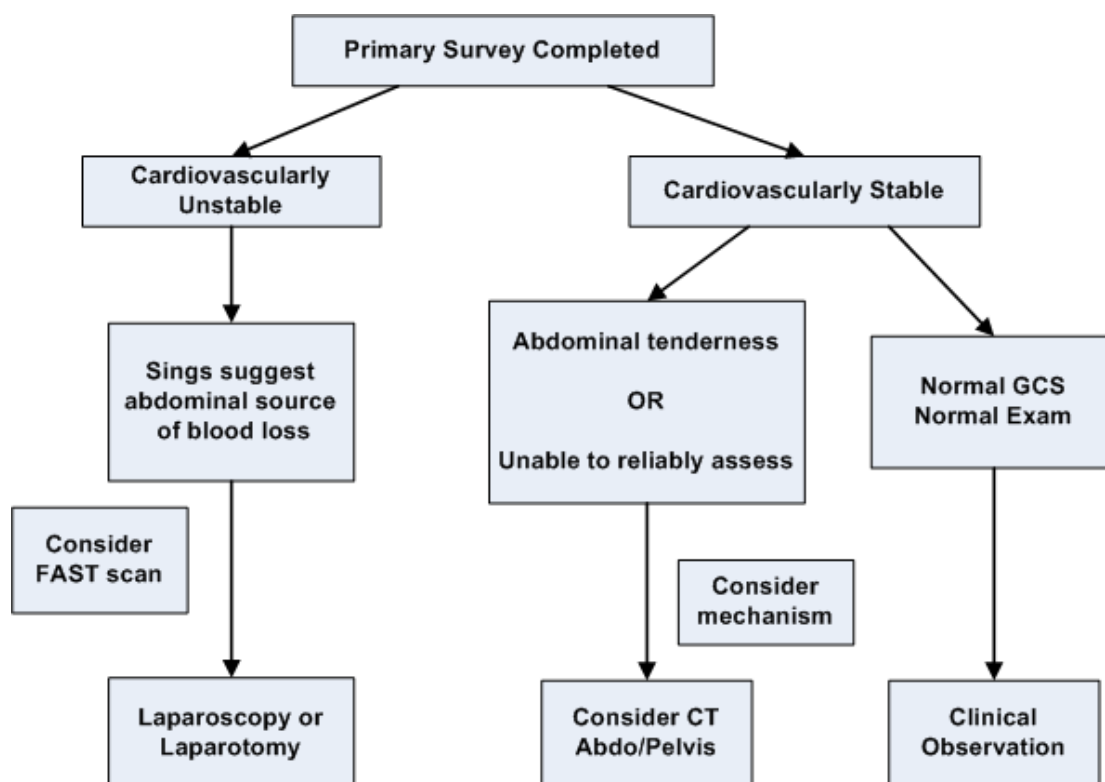 Primary Survey Completed
Cardiovascularly
Unstable
Cardiovascularly Stable
Sings suggest
abdominal source
of blood loss
Abdominal tenderness
OR
Unable to reliably assess
Normal GCS
Normal Exam
Consider
FAST scan
Consider
mechanism
Laparoscopy or
Laparotomy
Consider CT
Abdo/Pelvis
Clinical
Observation